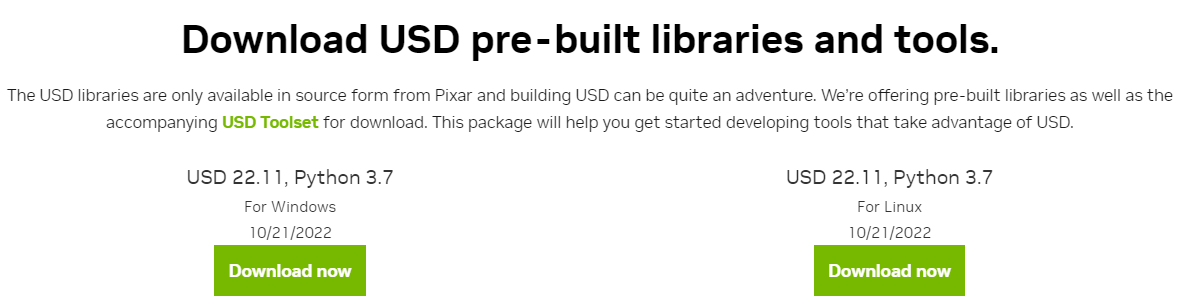 Download USD pre-built libraries and tools.
The USD libraries are only available in source form from Pixar and building USD can be quite an adventure. We're offering pre-built libraries as well as the
accompanying USD Toolset for download. This package will help you get started developing tools that take advantage of USD.
USD 22.11, Python 3.7
For Windows
10/21/2022
Download now
USD 22.11, Python 3.7
For Linux
10/21/2022
Download now